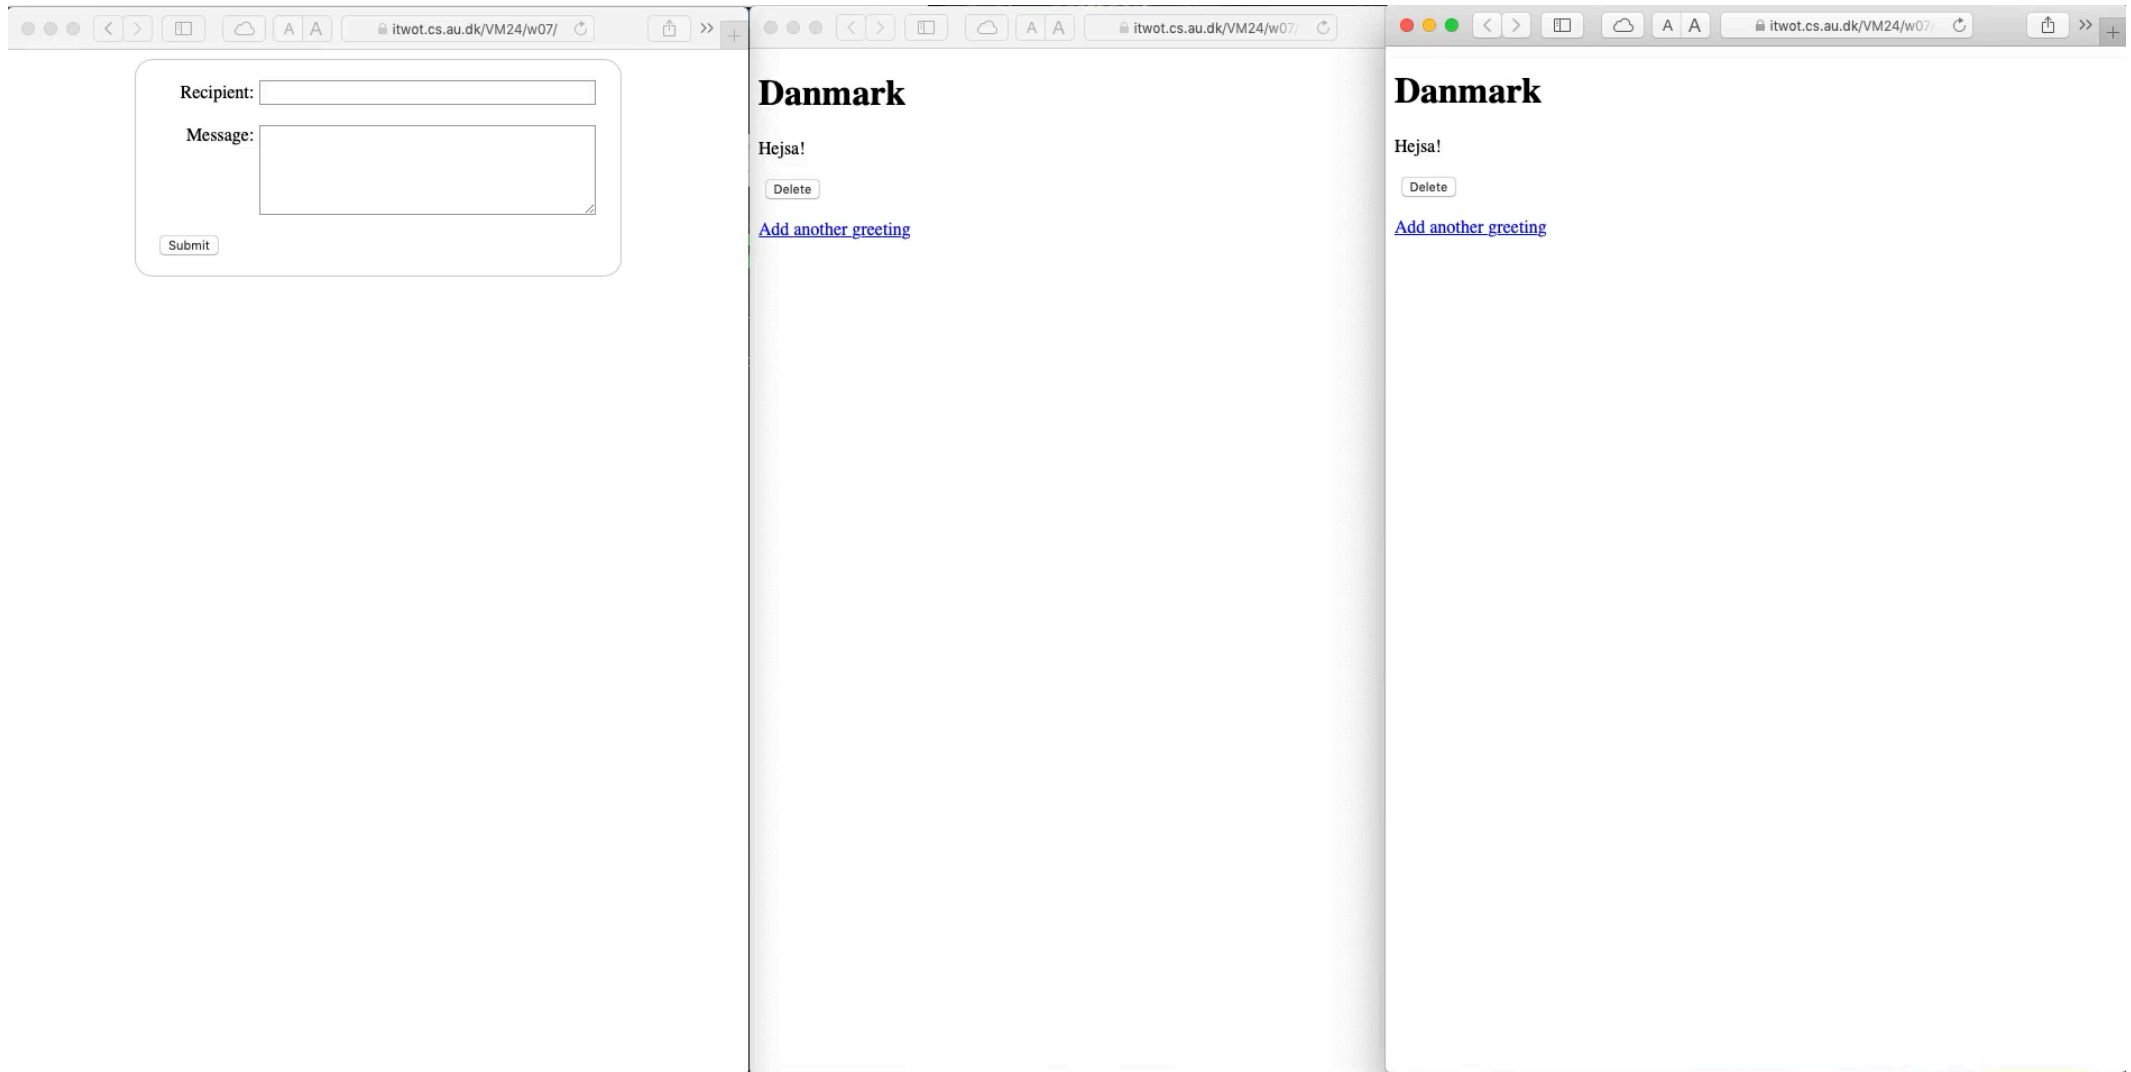 A A
itwot.cs.au.dk/VM24/w07/
Recipient:
Message:
Submit
A A
itwot.cs.au.dk/VM24/w07/
Danmark
Hejsa!
Delete
Add another greeting
A A
itwot.cs.au.dk/VM24/w07/
Danmark
Hejsa!
Delete
Add another greeting